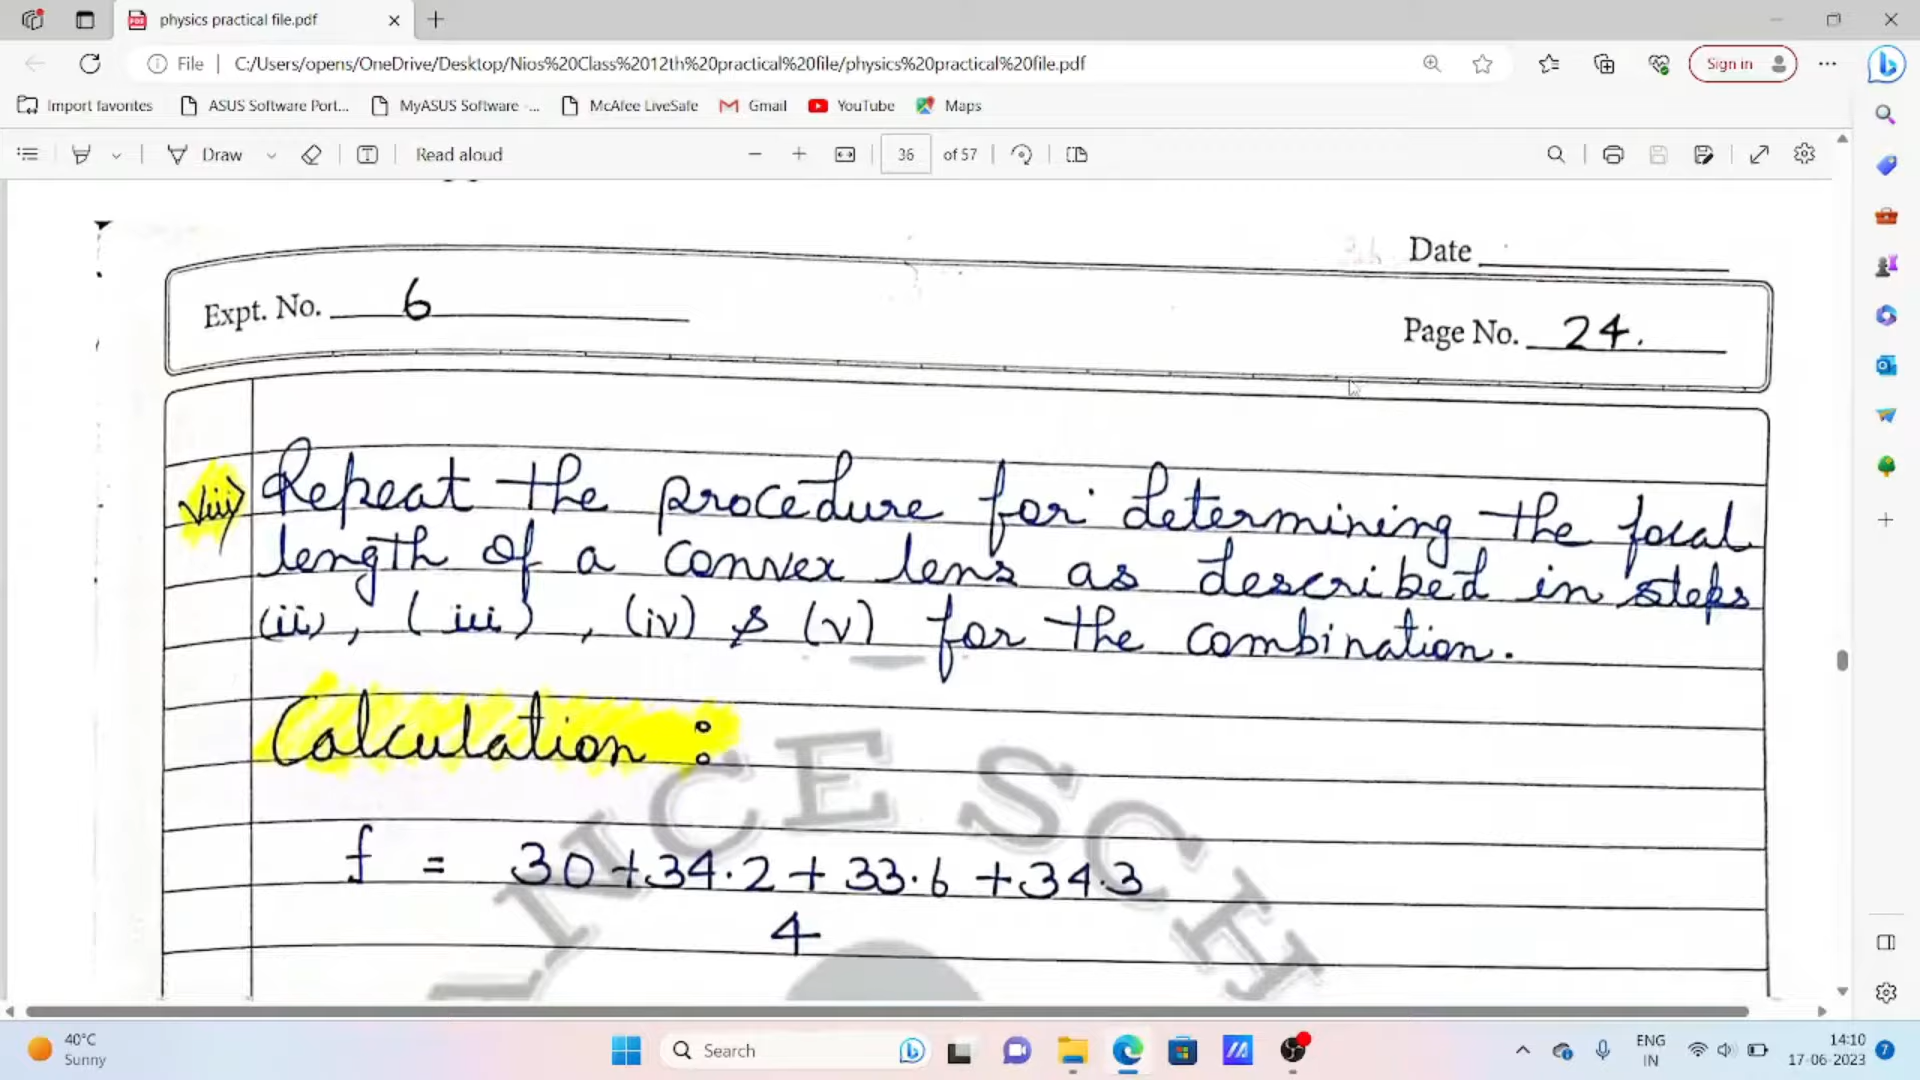 physics practical file.pdf
File C:/Users/opens/OneDrive/Desktop/Nios%20Class%2012th%20practical%20file/physics%20practical%20file.pdf Sign in
Import favorites ASUS Software Port... MyASUS Software -... McAfee LiveSafe Gmail YouTube Maps
Draw Read aloud 36 of 57
Date
Expt. No. 6
Page No. 24.
viii) Repeat the procedure for determining the focal
length of a convex lens as described in steps
(ii), (iii), (iv) & (v) for the combination.
Calculation :
f = 30+34.2+33.6+34.3
4
NICE SCH
40°C
Sunny
Search
ENG
IN
14:10
17-06-2023
7